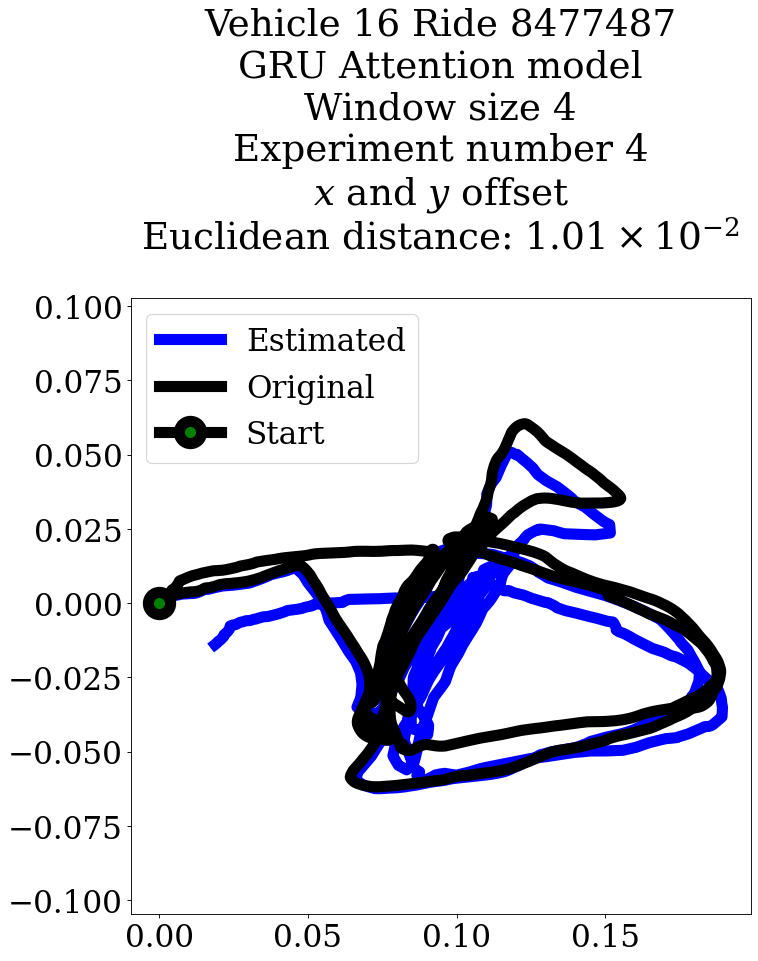 Vehicle 16 Ride 8477487
GRU Attention model
Window size 4
Experiment number 4
x and y offset
Euclidean distance: 1.01 × 10⁻²
Estimated
Original
Start
0.100
0.075
0.050
0.025
0.000
−0.025
−0.050
−0.075
−0.100
0.00 0.05 0.10 0.15